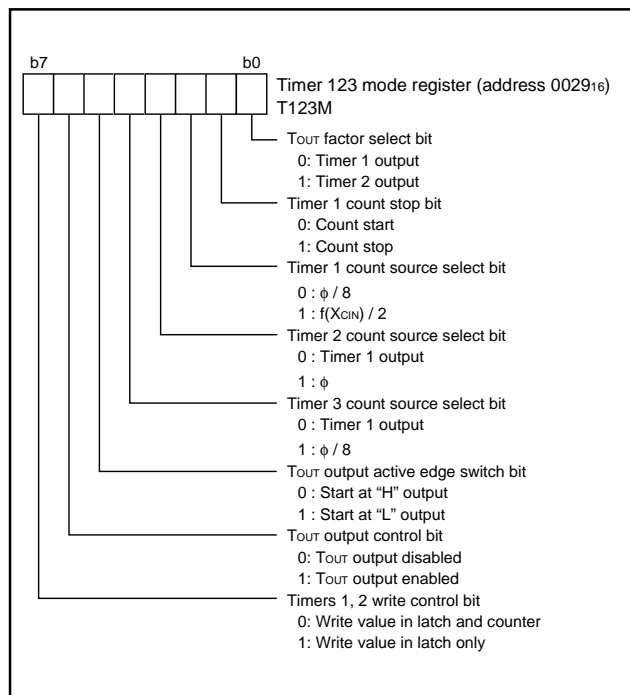 b7 b0
Timer 123 mode register (address 0029₁₆)
T123M
TOUT factor select bit
0: Timer 1 output
1: Timer 2 output
Timer 1 count stop bit
0: Count start
1: Count stop
Timer 1 count source select bit
0 : ϕ / 8
1 : f(XCIN) / 2
Timer 2 count source select bit
0 : Timer 1 output
1 : ϕ
Timer 3 count source select bit
0 : Timer 1 output
1 : ϕ / 8
TOUT output active edge switch bit
0 : Start at “H” output
1 : Start at “L” output
TOUT output control bit
0: TOUT output disabled
1: TOUT output enabled
Timers 1, 2 write control bit
0: Write value in latch and counter
1: Write value in latch only